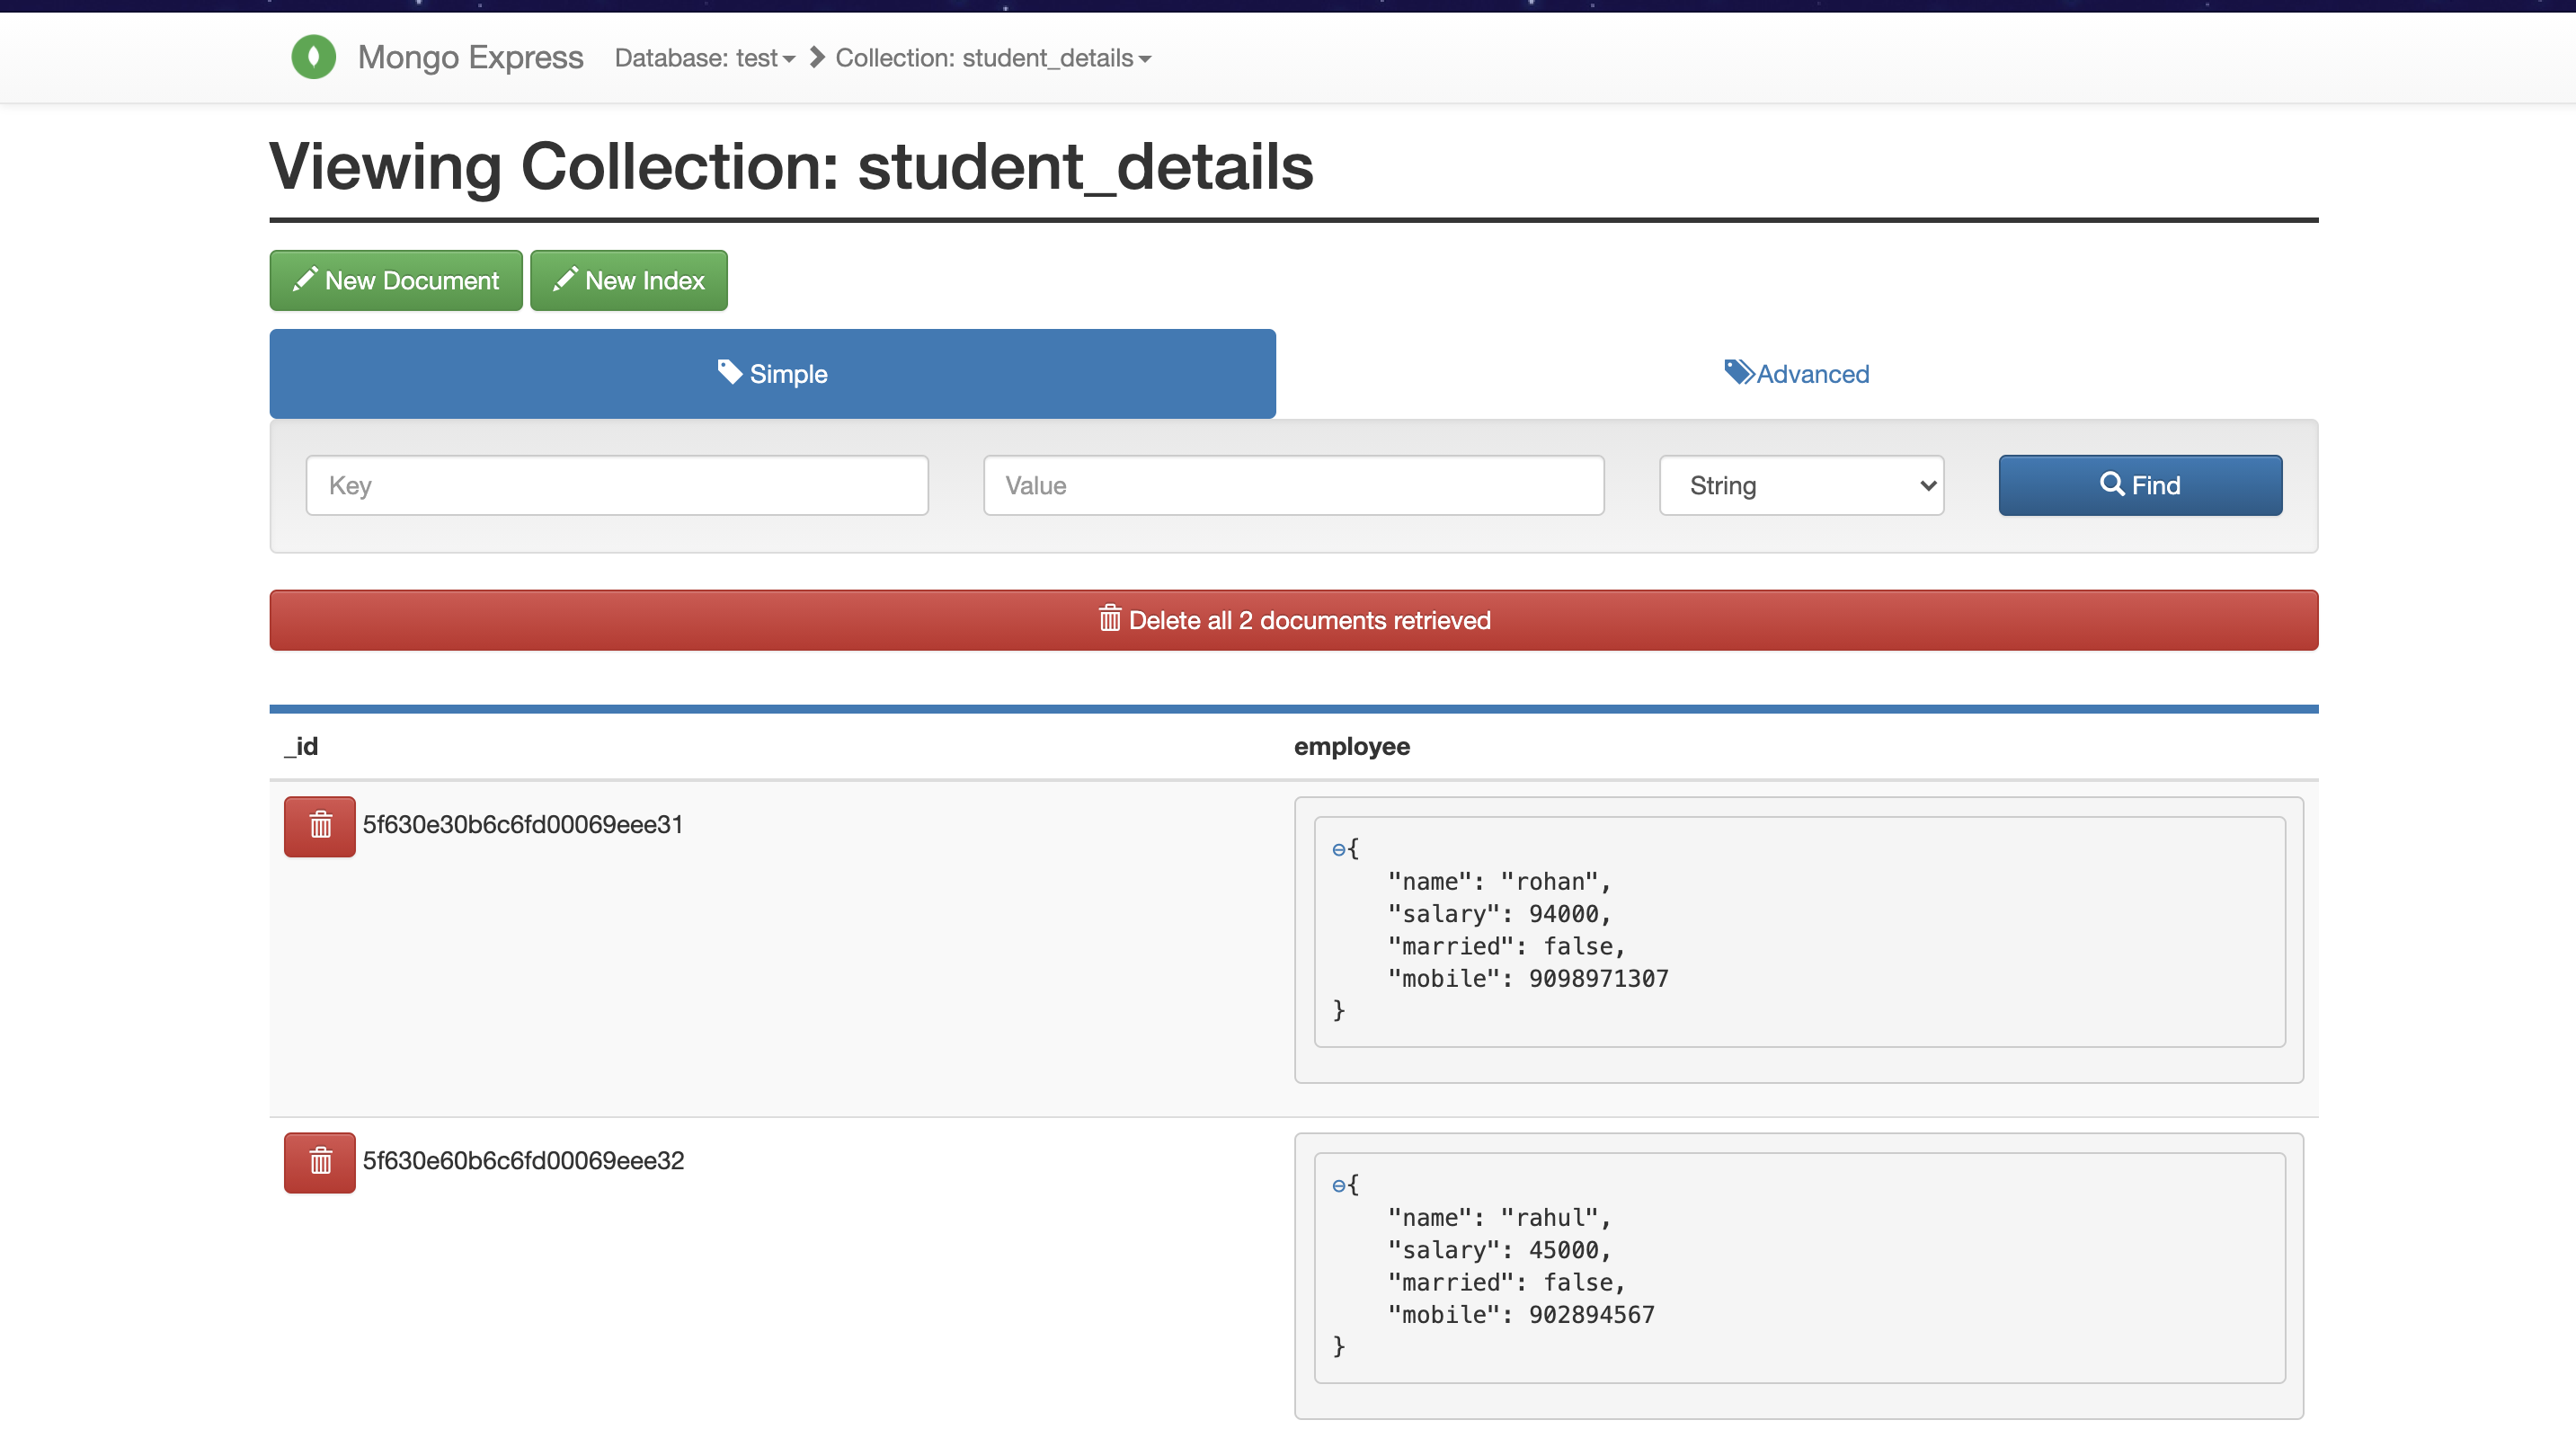 Mongo Express Database: test Collection: student_details
Viewing Collection: student_details
New Document New Index
Simple Advanced
Key Value String Find
Delete all 2 documents retrieved
_id employee
5f630e30b6c6fd00069eee31
{
"name": "rohan",
"salary": 94000,
"married": false,
"mobile": 9098971307
}
5f630e60b6c6fd00069eee32
{
"name": "rahul",
"salary": 45000,
"married": false,
"mobile": 902894567
}